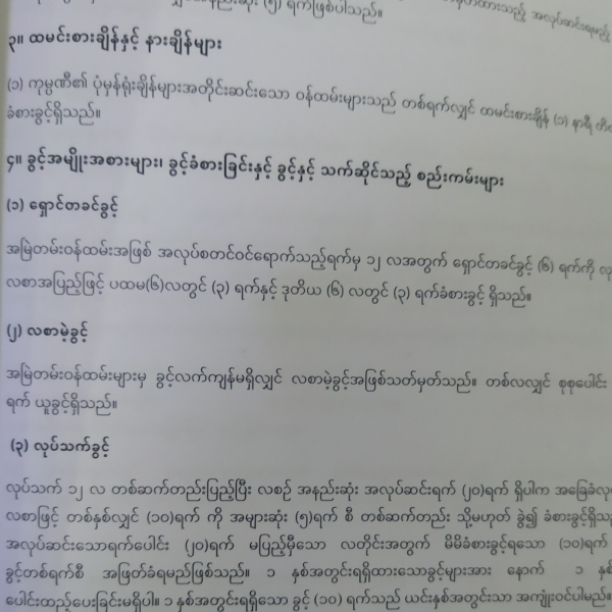 နည်းဆုံး (၅) ရက်ဖြစ်ပါသည်။
၃။ ထမင်းစားချိန်နှင့် နားချိန်များ
(၁) ကုမ္ပဏီ၏ ပုံမှန်ရုံးချိန်များအတိုင်းဆင်းသော ဝန်ထမ်းများသည် တစ်ရက်လျှင် ထမင်းစားချိန် (၁) နာရီ
ခံစားခွင့်ရှိသည်။
၄။ ခွင့်အမျိုးအစားများ၊ ခွင့်ခံစားခြင်းနှင့် ခွင့်နှင့် သက်ဆိုင်သည့် စည်းကမ်းများ
(၁) ရှောင်တခင်ခွင့်
အမြဲတမ်းဝန်ထမ်းအဖြစ် အလုပ်စတင်ဝင်ရောက်သည့်ရက်မှ ၁၂ လအတွက် ရှောင်တခင်ခွင့် (၆) ရက်ကို
လစာအပြည့်ဖြင့် ပထမ(၆)လတွင် (၃) ရက်နှင့် ဒုတိယ (၆) လတွင် (၃) ရက်ခံစားခွင့် ရှိသည်။
(၂) လစာမဲ့ခွင့်
အမြဲတမ်းဝန်ထမ်းများမှ ခွင့်လက်ကျန်မရှိလျှင် လစာမဲ့ခွင့်အဖြစ်သတ်မှတ်သည်။ တစ်လလျှင် စုစုပေါင်း
ရက် ယူခွင့်ရှိသည်။
(၃) လုပ်သက်ခွင့်
လုပ်သက် ၁၂ လ တစ်ဆက်တည်းပြည့်ပြီး လစဉ် အနည်းဆုံး အလုပ်ဆင်းရက် (၂၀)ရက် ရှိပါက
လစာဖြင့် တစ်နှစ်လျှင် (၁၀)ရက် ကို အများဆုံး (၅)ရက် စီ တစ်ဆက်တည်း သို့မဟုတ် ခွဲ၍
အလုပ်ဆင်းသောရက်ပေါင်း (၂၀)ရက် မပြည့်မှီသော လတိုင်းအတွက် မိမိခံစားခွင့်ရသော (၁၀)ရက်
ခွင့်တစ်ရက်စီ အဖြတ်ခံရမည်ဖြစ်သည်။ ၁ နှစ်အတွင်းရရှိထားသောခွင့်များအား နောက် ၁
ပေါင်းထည့်ပေးခြင်းမရှိပါ။ ၁ နှစ်အတွင်းရရှိသော ခွင့် (၁၀) ရက်သည် ယင်းနှစ်အတွင်းသာ အကျုံးဝင်ပါမည်။